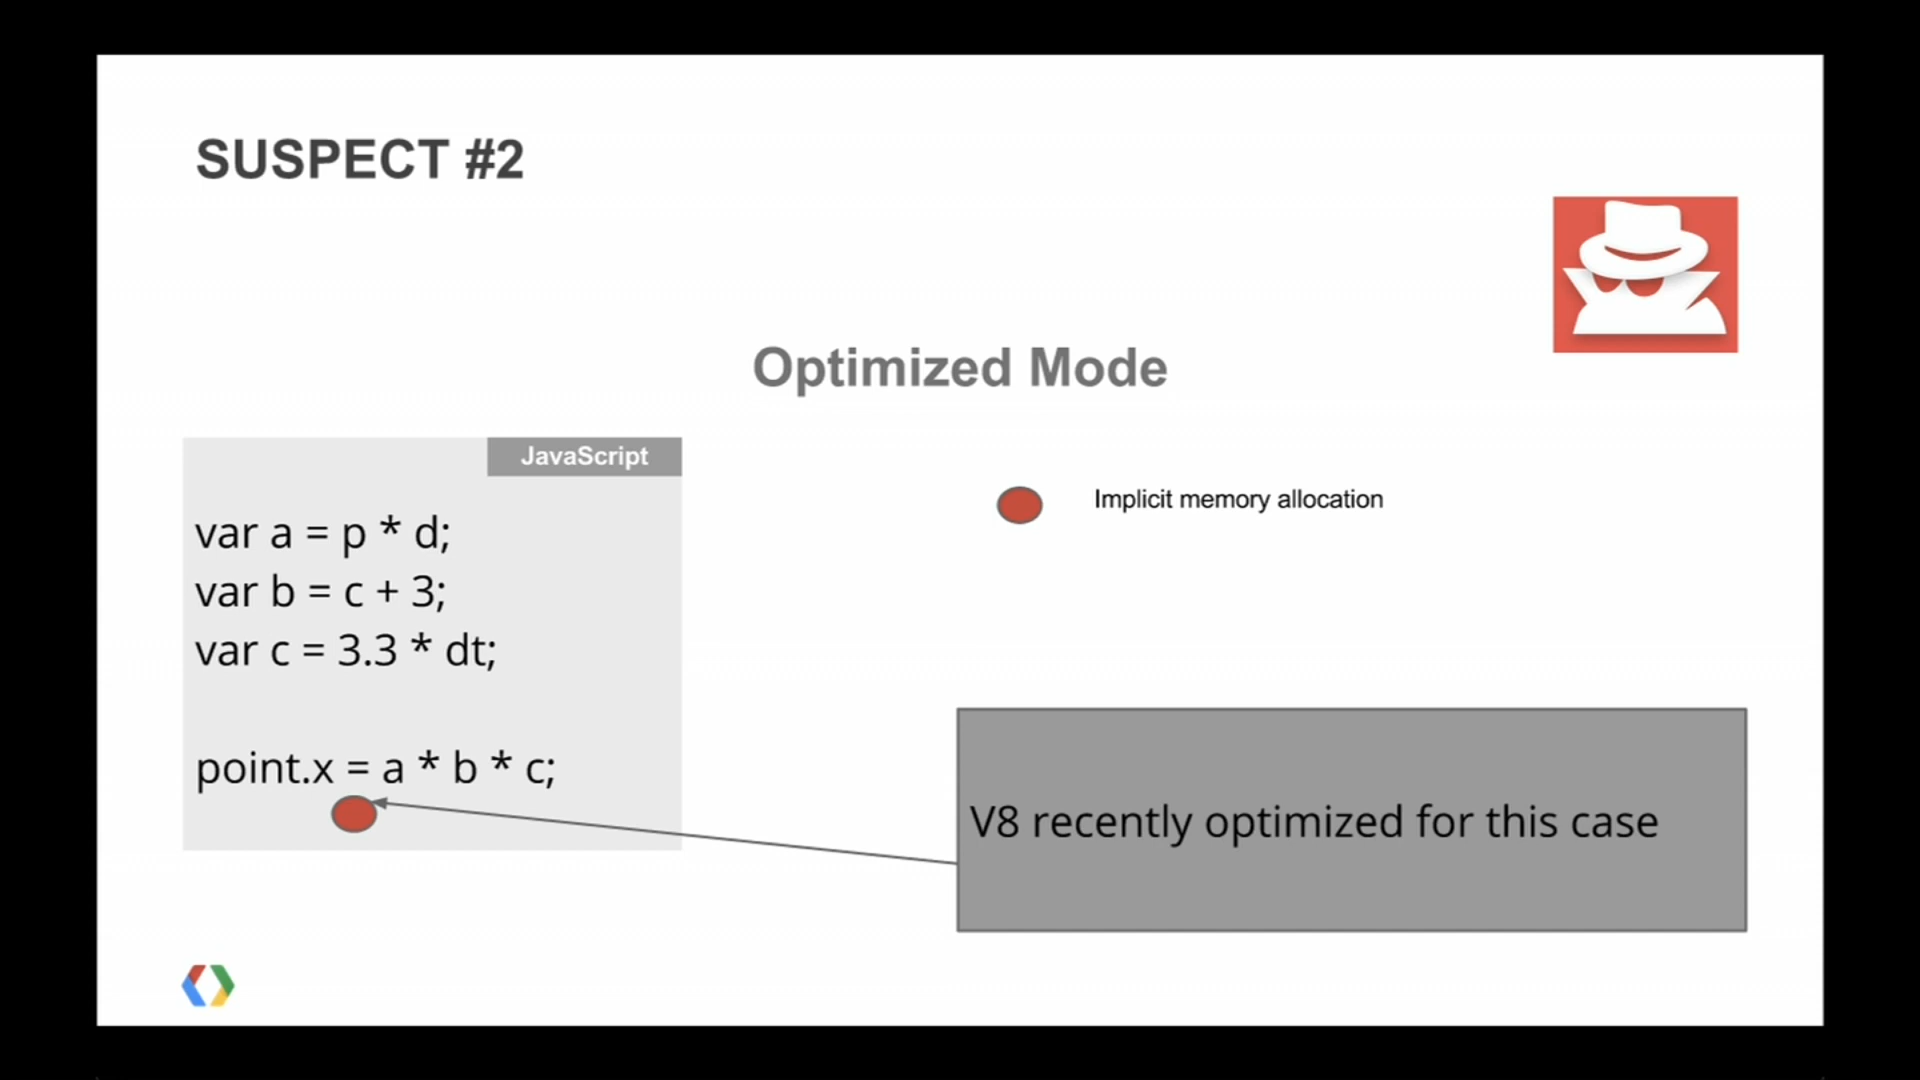 SUSPECT #2
Optimized Mode
JavaScript
var a = p * d;
var b = c + 3;
var c = 3.3 * dt;
point.x = a * b * c;
Implicit memory allocation
V8 recently optimized for this case